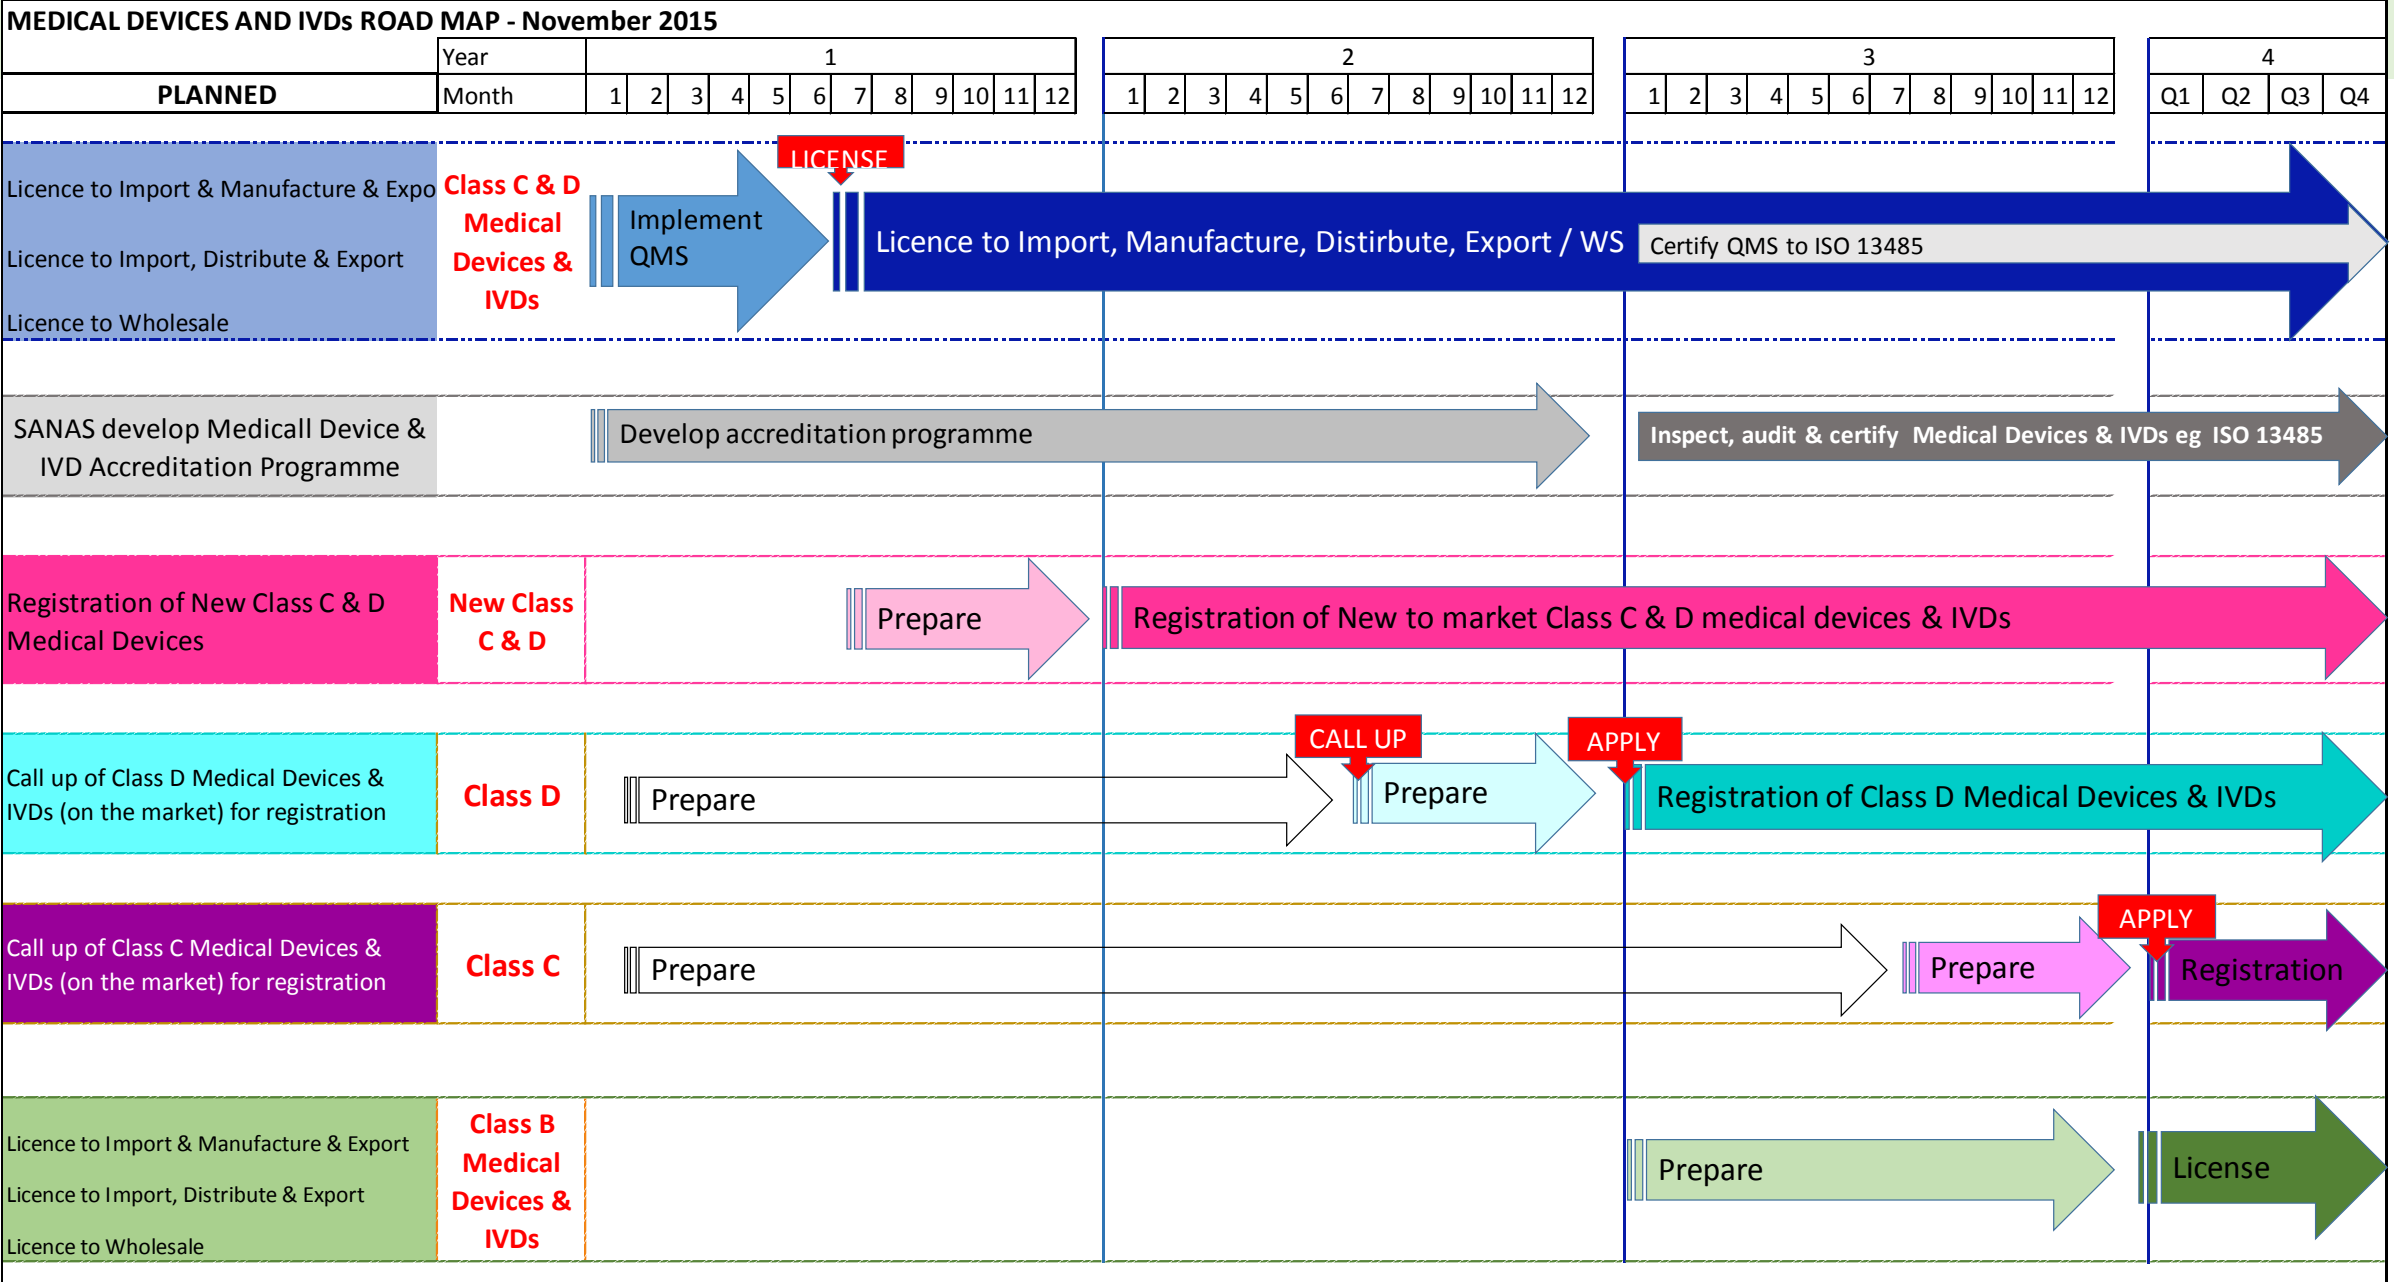 MEDICAL DEVICES AND IVDs ROAD MAP - November 2015
Year 1 2 3 4
PLANNED Month 1 2 3 4 5 6 7 8 9 10 11 12 1 2 3 4 5 6 7 8 9 10 11 12 1 2 3 4 5 6 7 8 9 10 11 12 Q1 Q2 Q3 Q4
Licence to Import & Manufacture & Expo
Licence to Import, Distribute & Export
Licence to Wholesale
Class C & D
Medical
Devices &
IVDs
Implement
QMS
LICENSE
Licence to Import, Manufacture, Distirbute, Export / WS
Certify QMS to ISO 13485
SANAS develop Medicall Device &
IVD Accreditation Programme
Develop accreditation programme
Inspect, audit & certify Medical Devices & IVDs eg ISO 13485
Registration of New Class C & D
Medical Devices
New Class
C & D
Prepare
Registration of New to market Class C & D medical devices & IVDs
Call up of Class D Medical Devices &
IVDs (on the market) for registration
Class D
Prepare
CALL UP
Prepare
APPLY
Registration of Class D Medical Devices & IVDs
Call up of Class C Medical Devices &
IVDs (on the market) for registration
Class C
Prepare
Prepare
APPLY
Registration
Licence to Import & Manufacture & Export
Licence to Import, Distribute & Export
Licence to Wholesale
Class B
Medical
Devices &
IVDs
Prepare
License